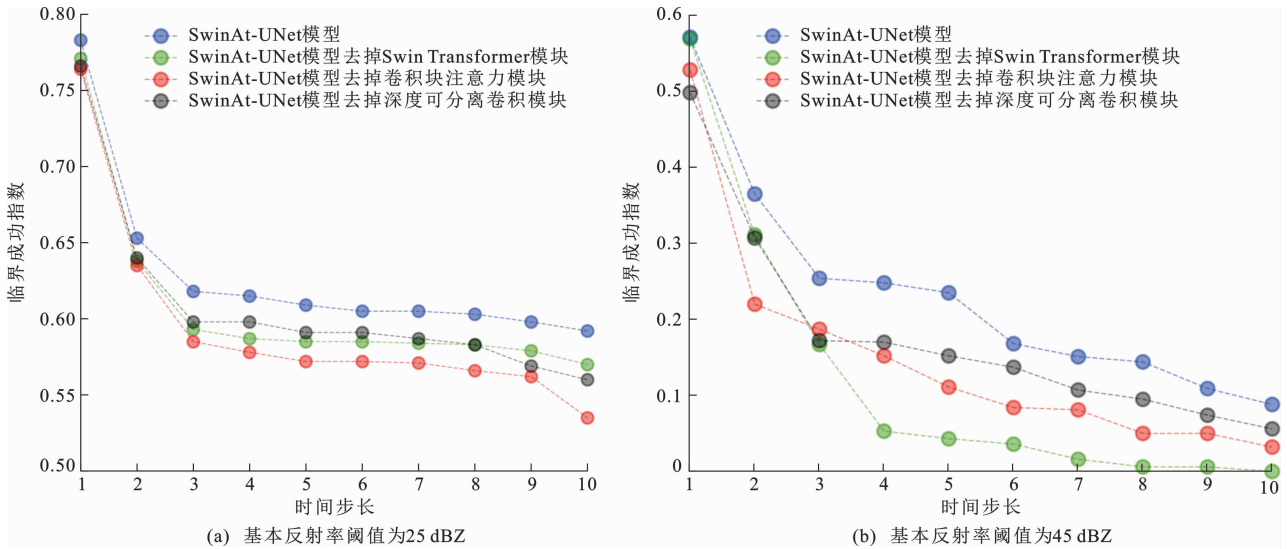 SwinAt-UNet模型
SwinAt-UNet模型去掉Swin Transformer模块
SwinAt-UNet模型去掉卷积块注意力模块
SwinAt-UNet模型去掉深度可分离卷积模块
临界成功指数
0.80
0.75
0.70
0.65
0.60
0.55
0.50
1 2 3 4 5 6 7 8 9 10
时间步长
(a) 基本反射率阈值为25 dBZ
SwinAt-UNet模型
SwinAt-UNet模型去掉Swin Transformer模块
SwinAt-UNet模型去掉卷积块注意力模块
SwinAt-UNet模型去掉深度可分离卷积模块
临界成功指数
0.6
0.5
0.4
0.3
0.2
0.1
0
1 2 3 4 5 6 7 8 9 10
时间步长
(b) 基本反射率阈值为45 dBZ